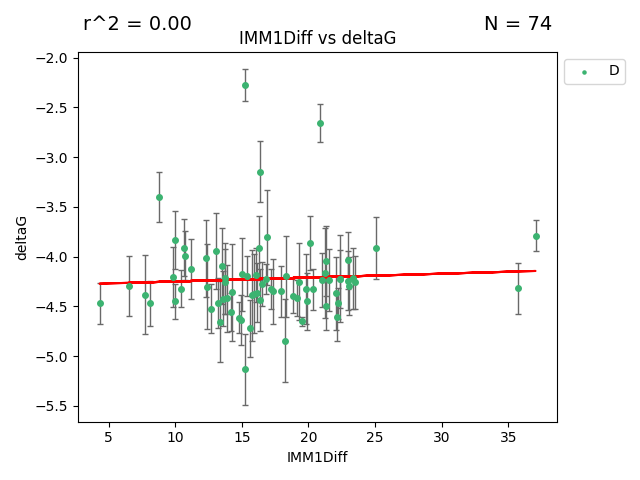 r^2 = 0.00
N = 74
IMM1Diff vs deltaG
D
−2.0
−2.5
−3.0
−3.5
−4.0
−4.5
−5.0
−5.5
deltaG
5 10 15 20 25 30 35
IMM1Diff